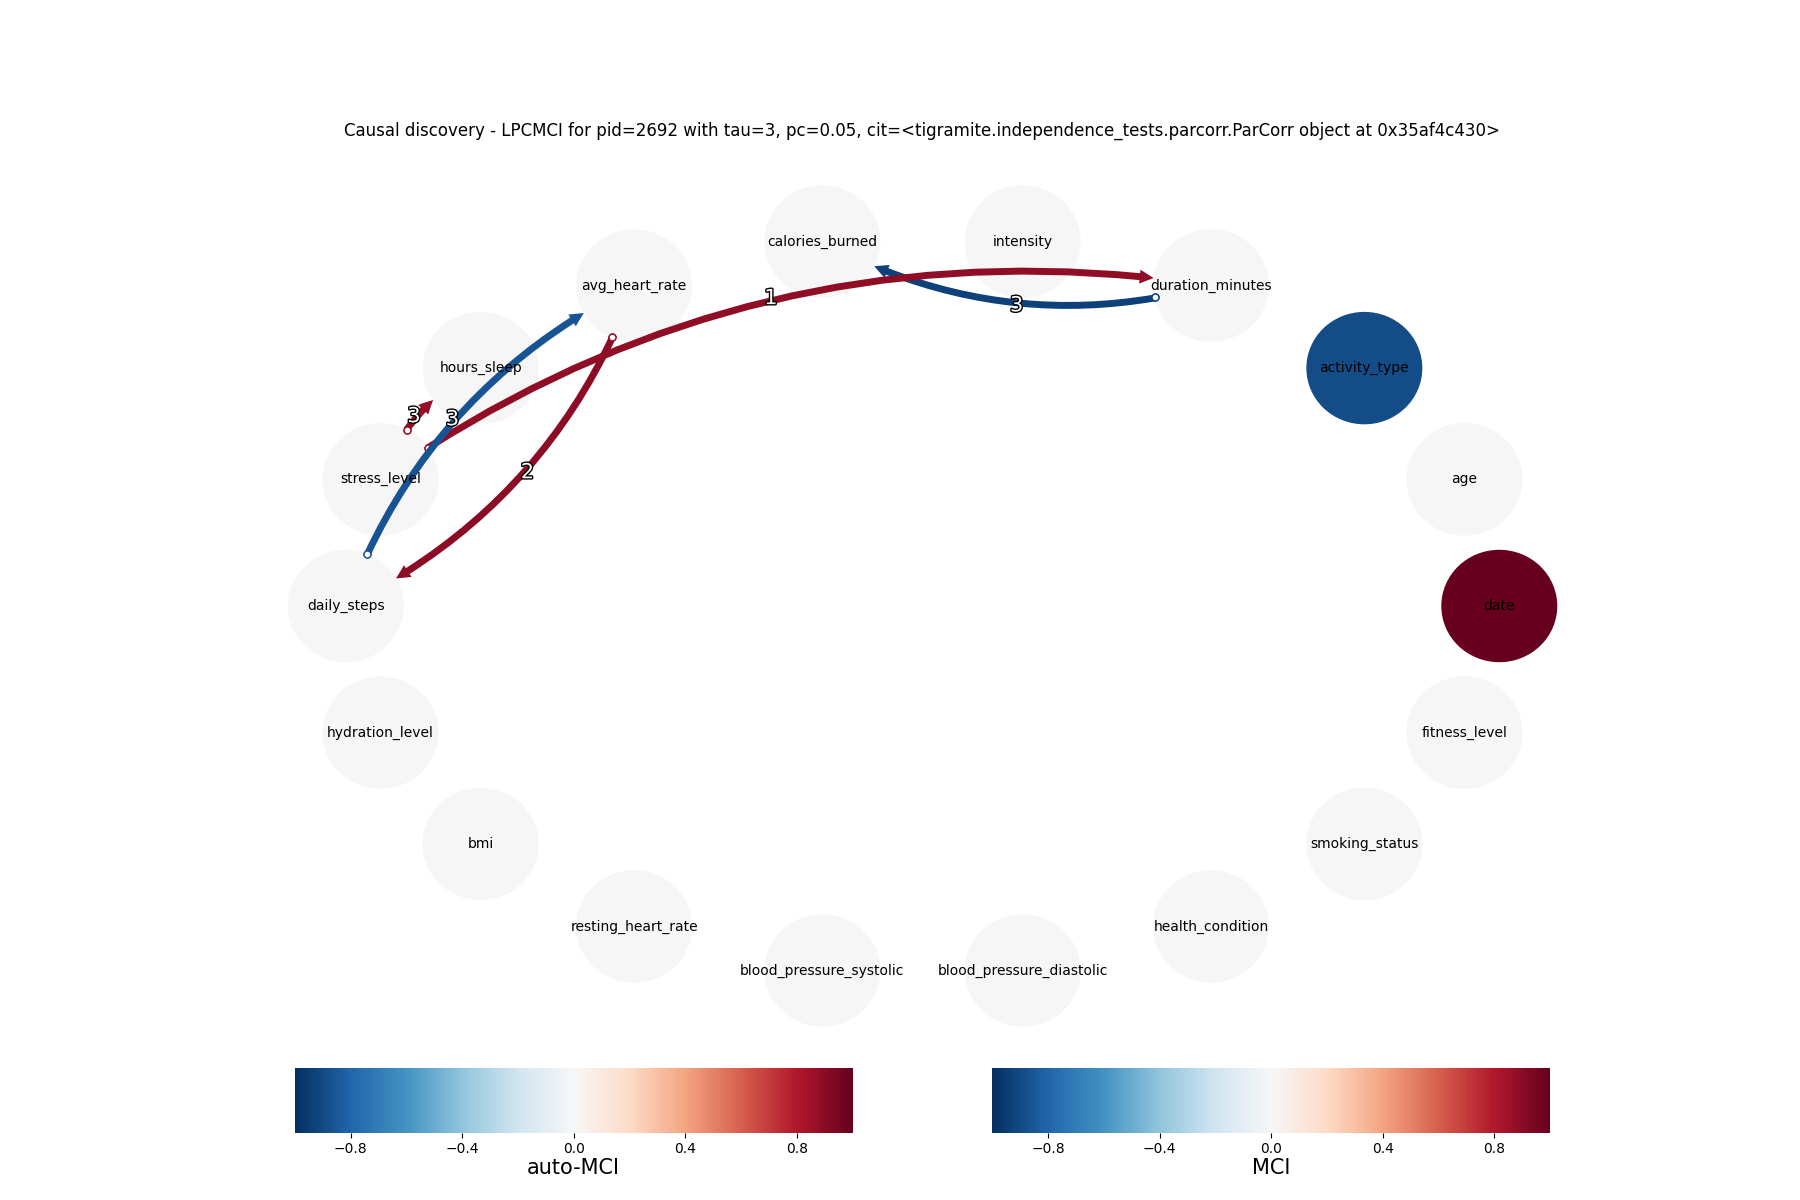 Causal discovery - LPCMCI for pid=2692 with tau=3, pc=0.05, cit=<tigramite.independence_tests.parcorr.ParCorr object at 0x35af4c430>
calories_burned
intensity
avg_heart_rate
duration_minutes
1
3
hours_sleep
activity_type
3
3
stress_level
age
2
daily_steps
date
hydration_level
fitness_level
bmi
smoking_status
resting_heart_rate
health_condition
blood_pressure_systolic
blood_pressure_diastolic
−0.8 −0.4 0.0 0.4 0.8
auto-MCI
−0.8 −0.4 0.0 0.4 0.8
MCI